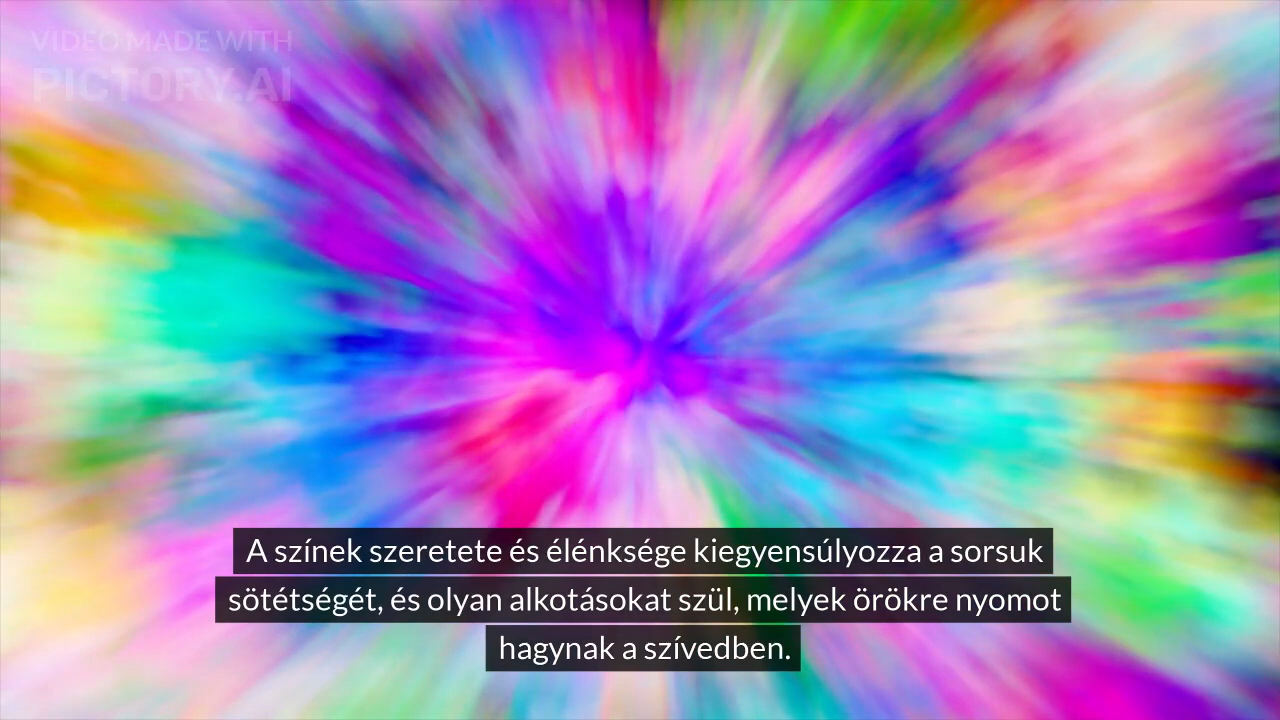 VIDEO MADE WITH
PICTORY.AI
A színek szeretete és élénksége kiegyensúlyozza a sorsuk
sötétségét, és olyan alkotásokat szül, melyek örökre nyomot
hagynak a szívedben.